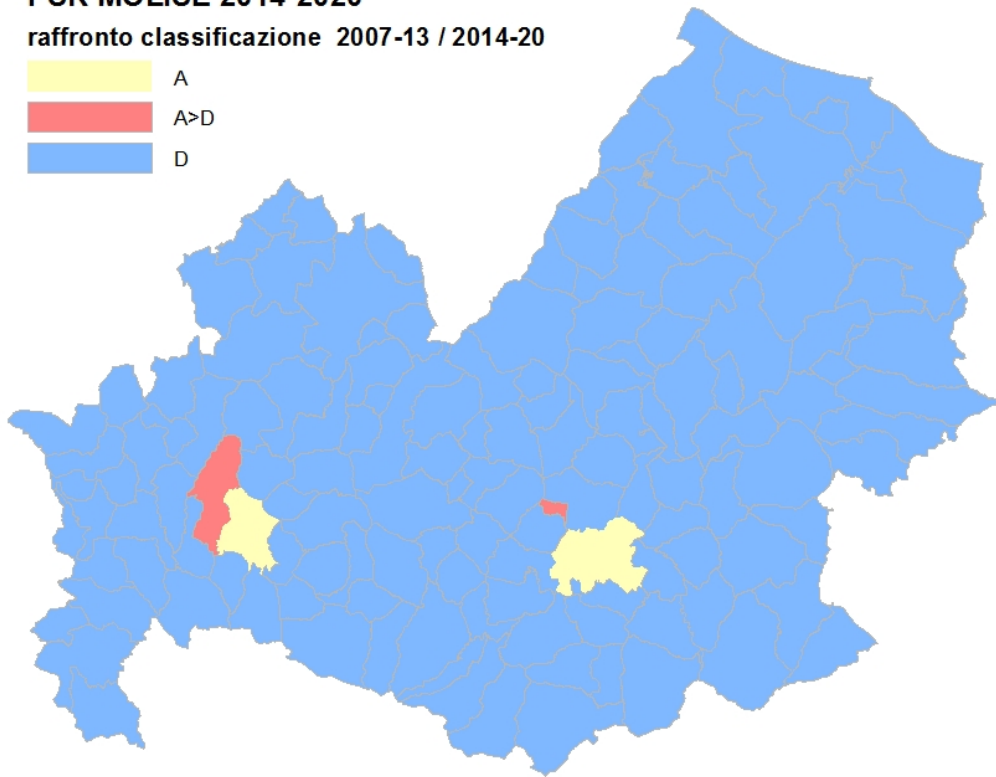 PSR MOLISE 2014-2020
raffronto classificazione 2007-13 / 2014-20
A
A>D
D